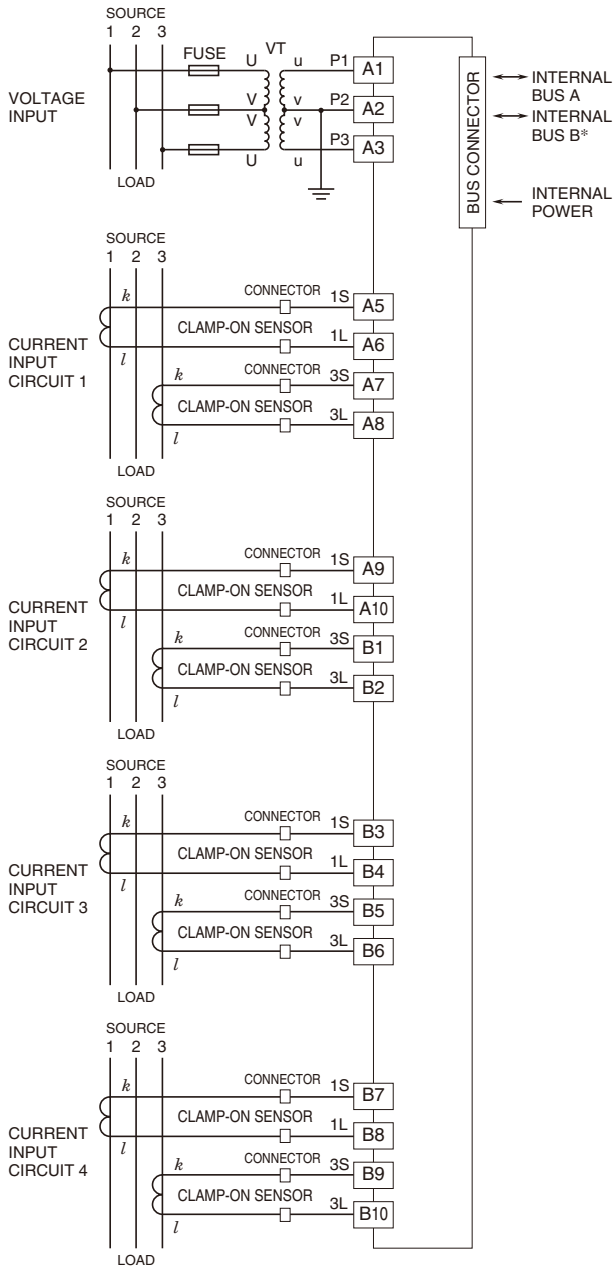 SOURCE
1 2 3
FUSE VT
U u P1 A1
V v P2 A2
V v
U u P3 A3
VOLTAGE
INPUT
LOAD
BUS CONNECTOR
INTERNAL
BUS A
INTERNAL
BUS B*
INTERNAL
POWER
SOURCE
1 2 3
k CONNECTOR 1S A5
CLAMP-ON SENSOR
l 1L A6
k CONNECTOR 3S A7
CLAMP-ON SENSOR
l 3L A8
CURRENT
INPUT
CIRCUIT 1
LOAD
SOURCE
1 2 3
k CONNECTOR 1S A9
CLAMP-ON SENSOR
l 1L A10
k CONNECTOR 3S B1
CLAMP-ON SENSOR
l 3L B2
CURRENT
INPUT
CIRCUIT 2
LOAD
SOURCE
1 2 3
k CONNECTOR 1S B3
CLAMP-ON SENSOR
l 1L B4
k CONNECTOR 3S B5
CLAMP-ON SENSOR
l 3L B6
CURRENT
INPUT
CIRCUIT 3
LOAD
SOURCE
1 2 3
k CONNECTOR 1S B7
CLAMP-ON SENSOR
l 1L B8
k CONNECTOR 3S B9
CLAMP-ON SENSOR
l 3L B10
CURRENT
INPUT
CIRCUIT 4
LOAD